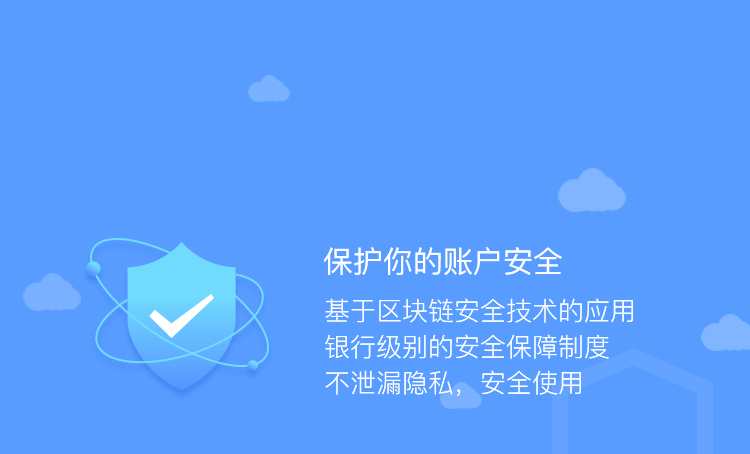 保护你的账户安全
基于区块链安全技术的应用
银行级别的安全保障制度
不泄漏隐私，安全使用